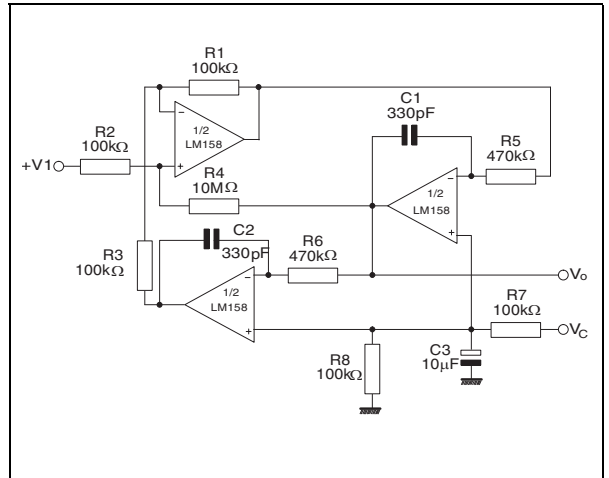 R1
100kΩ
C1
330pF
1/2
LM158
R2
100kΩ
R5
470kΩ
+V1
R4
10MΩ
1/2
LM158
C2
330pF
R6
470kΩ
R3
100kΩ
1/2
LM158
Vo
R7
100kΩ
VC
R8
100kΩ
C3
10μF